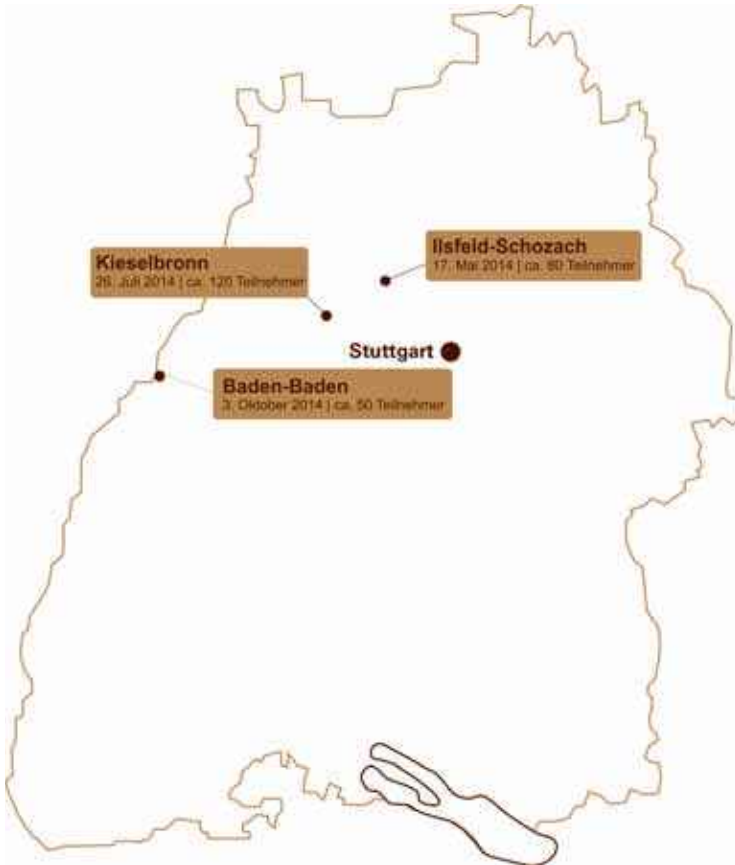 Ilsfeld-Schozach
17. Mai 2014 | ca. 80 Teilnehmer
Kieselbronn
26. Juli 2014 | ca. 120 Teilnehmer
Stuttgart
Baden-Baden
3. Oktober 2014 | ca. 50 Teilnehmer